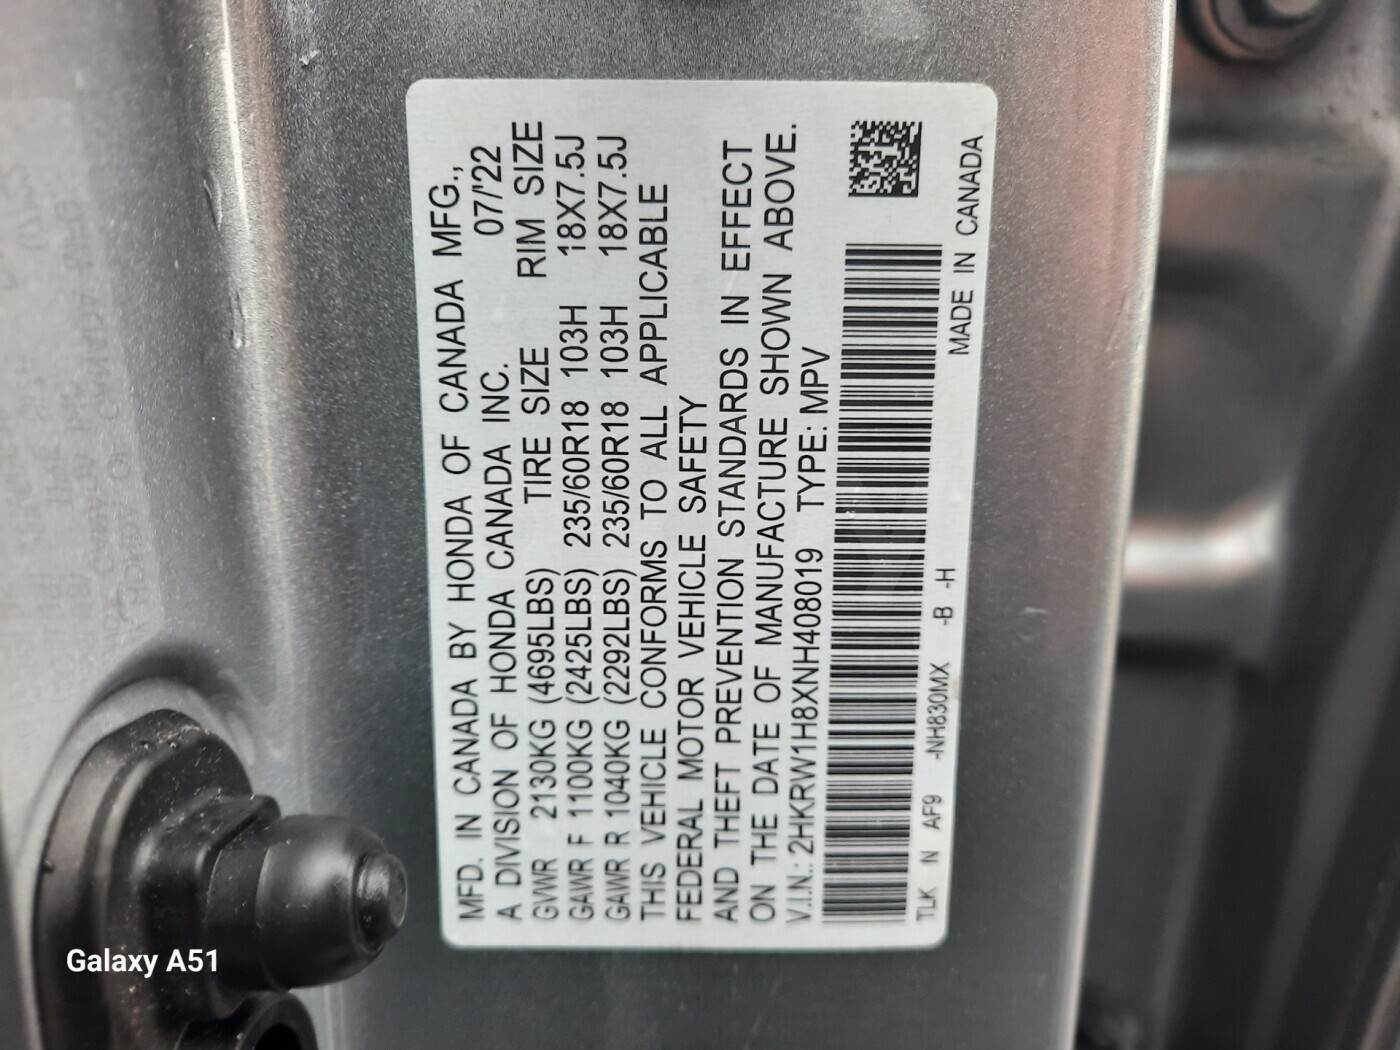 MFD. IN CANADA BY HONDA OF CANADA MFG.,
A DIVISION OF HONDA CANADA INC. 07/'22
GVWR 2130KG (4695LBS) TIRE SIZE RIM SIZE
GAWR F 1100KG (2425LBS) 235/60R18 103H 18X7.5J
GAWR R 1040KG (2292LBS) 235/60R18 103H 18X7.5J
THIS VEHICLE CONFORMS TO ALL APPLICABLE
FEDERAL MOTOR VEHICLE SAFETY
AND THEFT PREVENTION STANDARDS IN EFFECT
ON THE DATE OF MANUFACTURE SHOWN ABOVE.
V.I.N.: 2HKRW1H8XNH408019 TYPE: MPV
TLK N AF9 -NH830MX -B -H
MADE IN CANADA
Galaxy A51